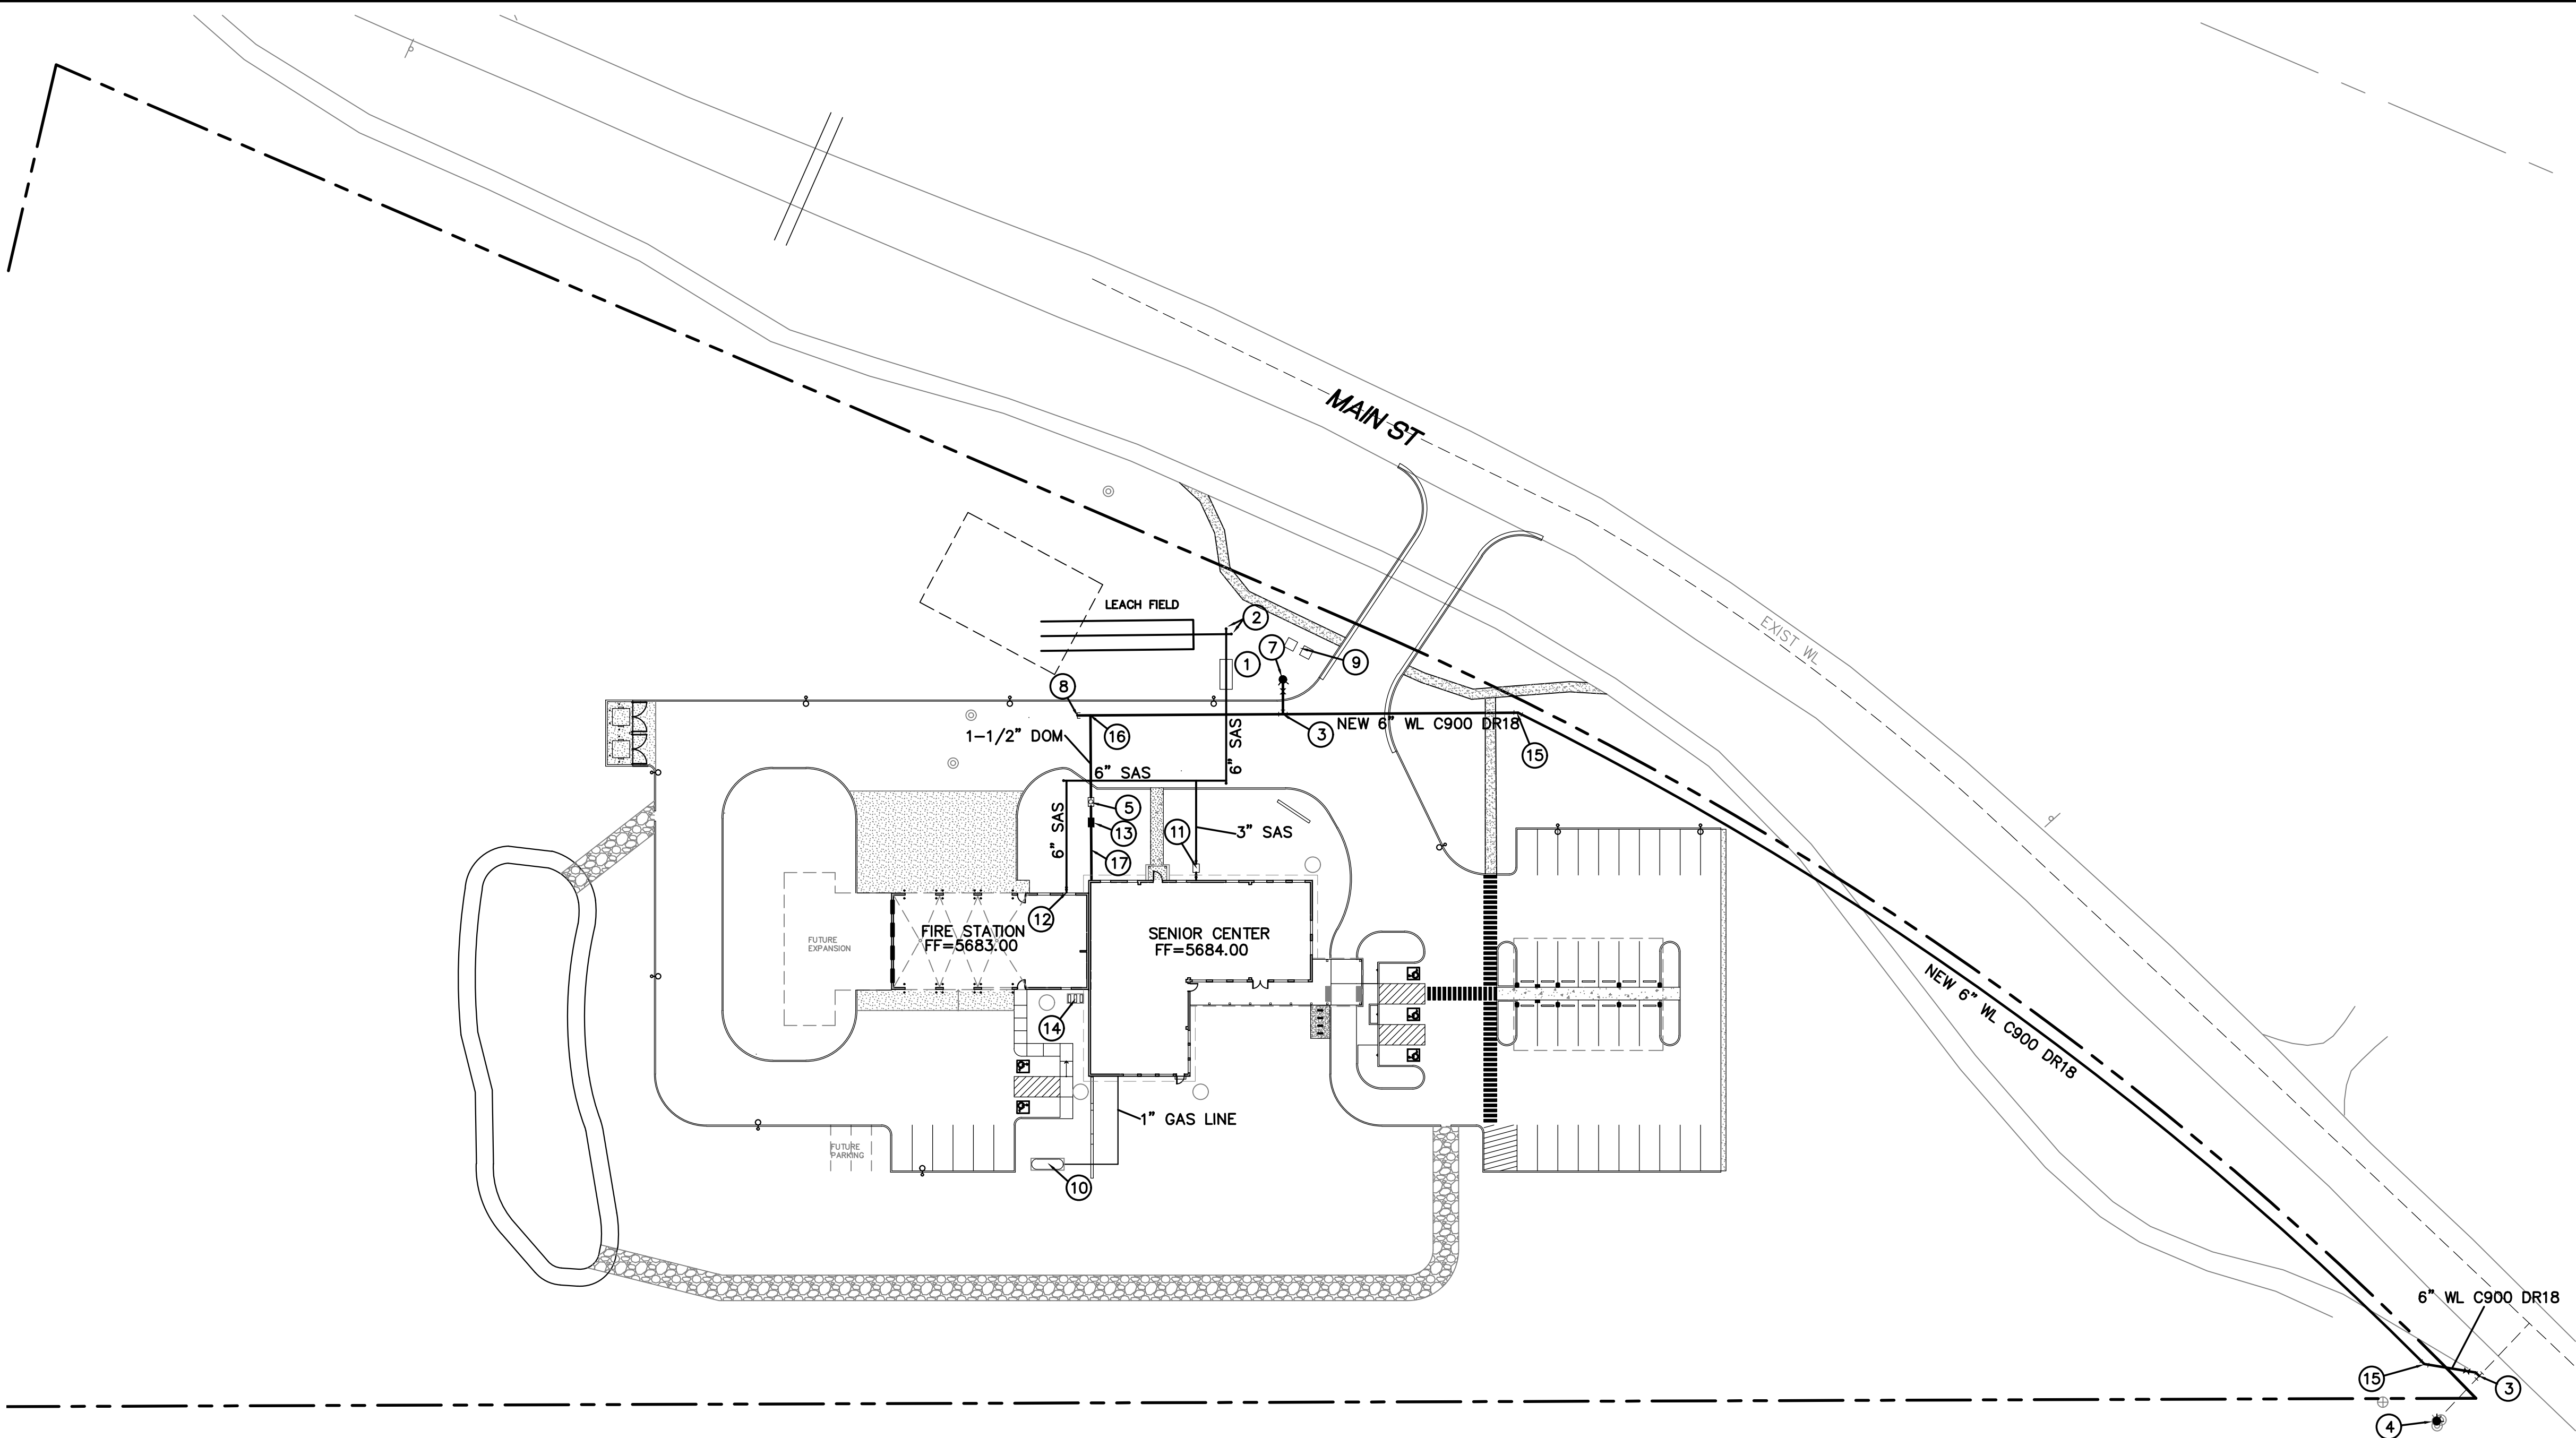 MAIN ST
EXIST WL
LEACH FIELD
2
1
7
9
8
16
3
NEW 6" WL C900 DR18
15
1-1/2" DOM
6" SAS
6" SAS
6" SAS
5
13
11
3" SAS
17
12
FIRE STATION
FF=5683.00
SENIOR CENTER
FF=5684.00
FUTURE
EXPANSION
14
NEW 6" WL C900 DR18
1" GAS LINE
FUTURE
PARKING
10
6" WL C900 DR18
15
3
4